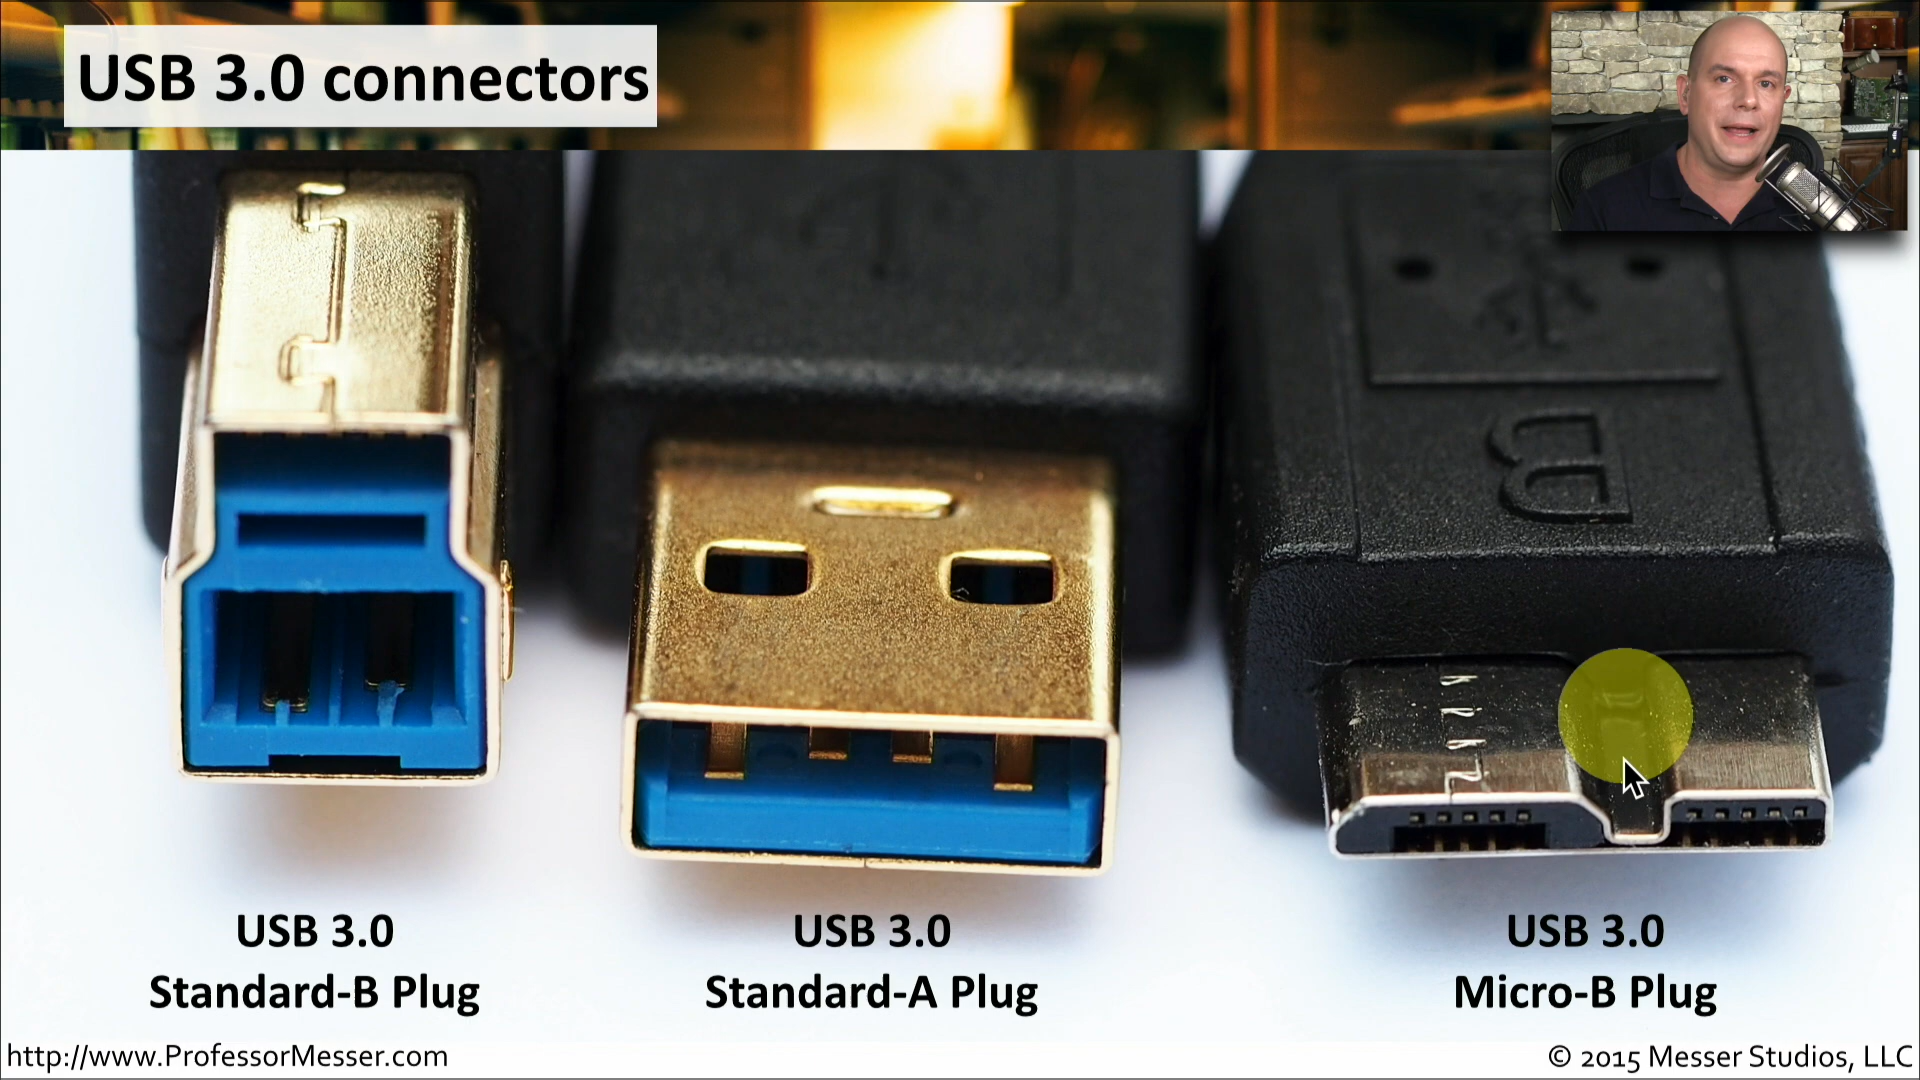 USB 3.0 connectors
B
USB 3.0
Standard-B Plug
USB 3.0
Standard-A Plug
USB 3.0
Micro-B Plug
http://www.ProfessorMesser.com
© 2015 Messer Studios, LLC